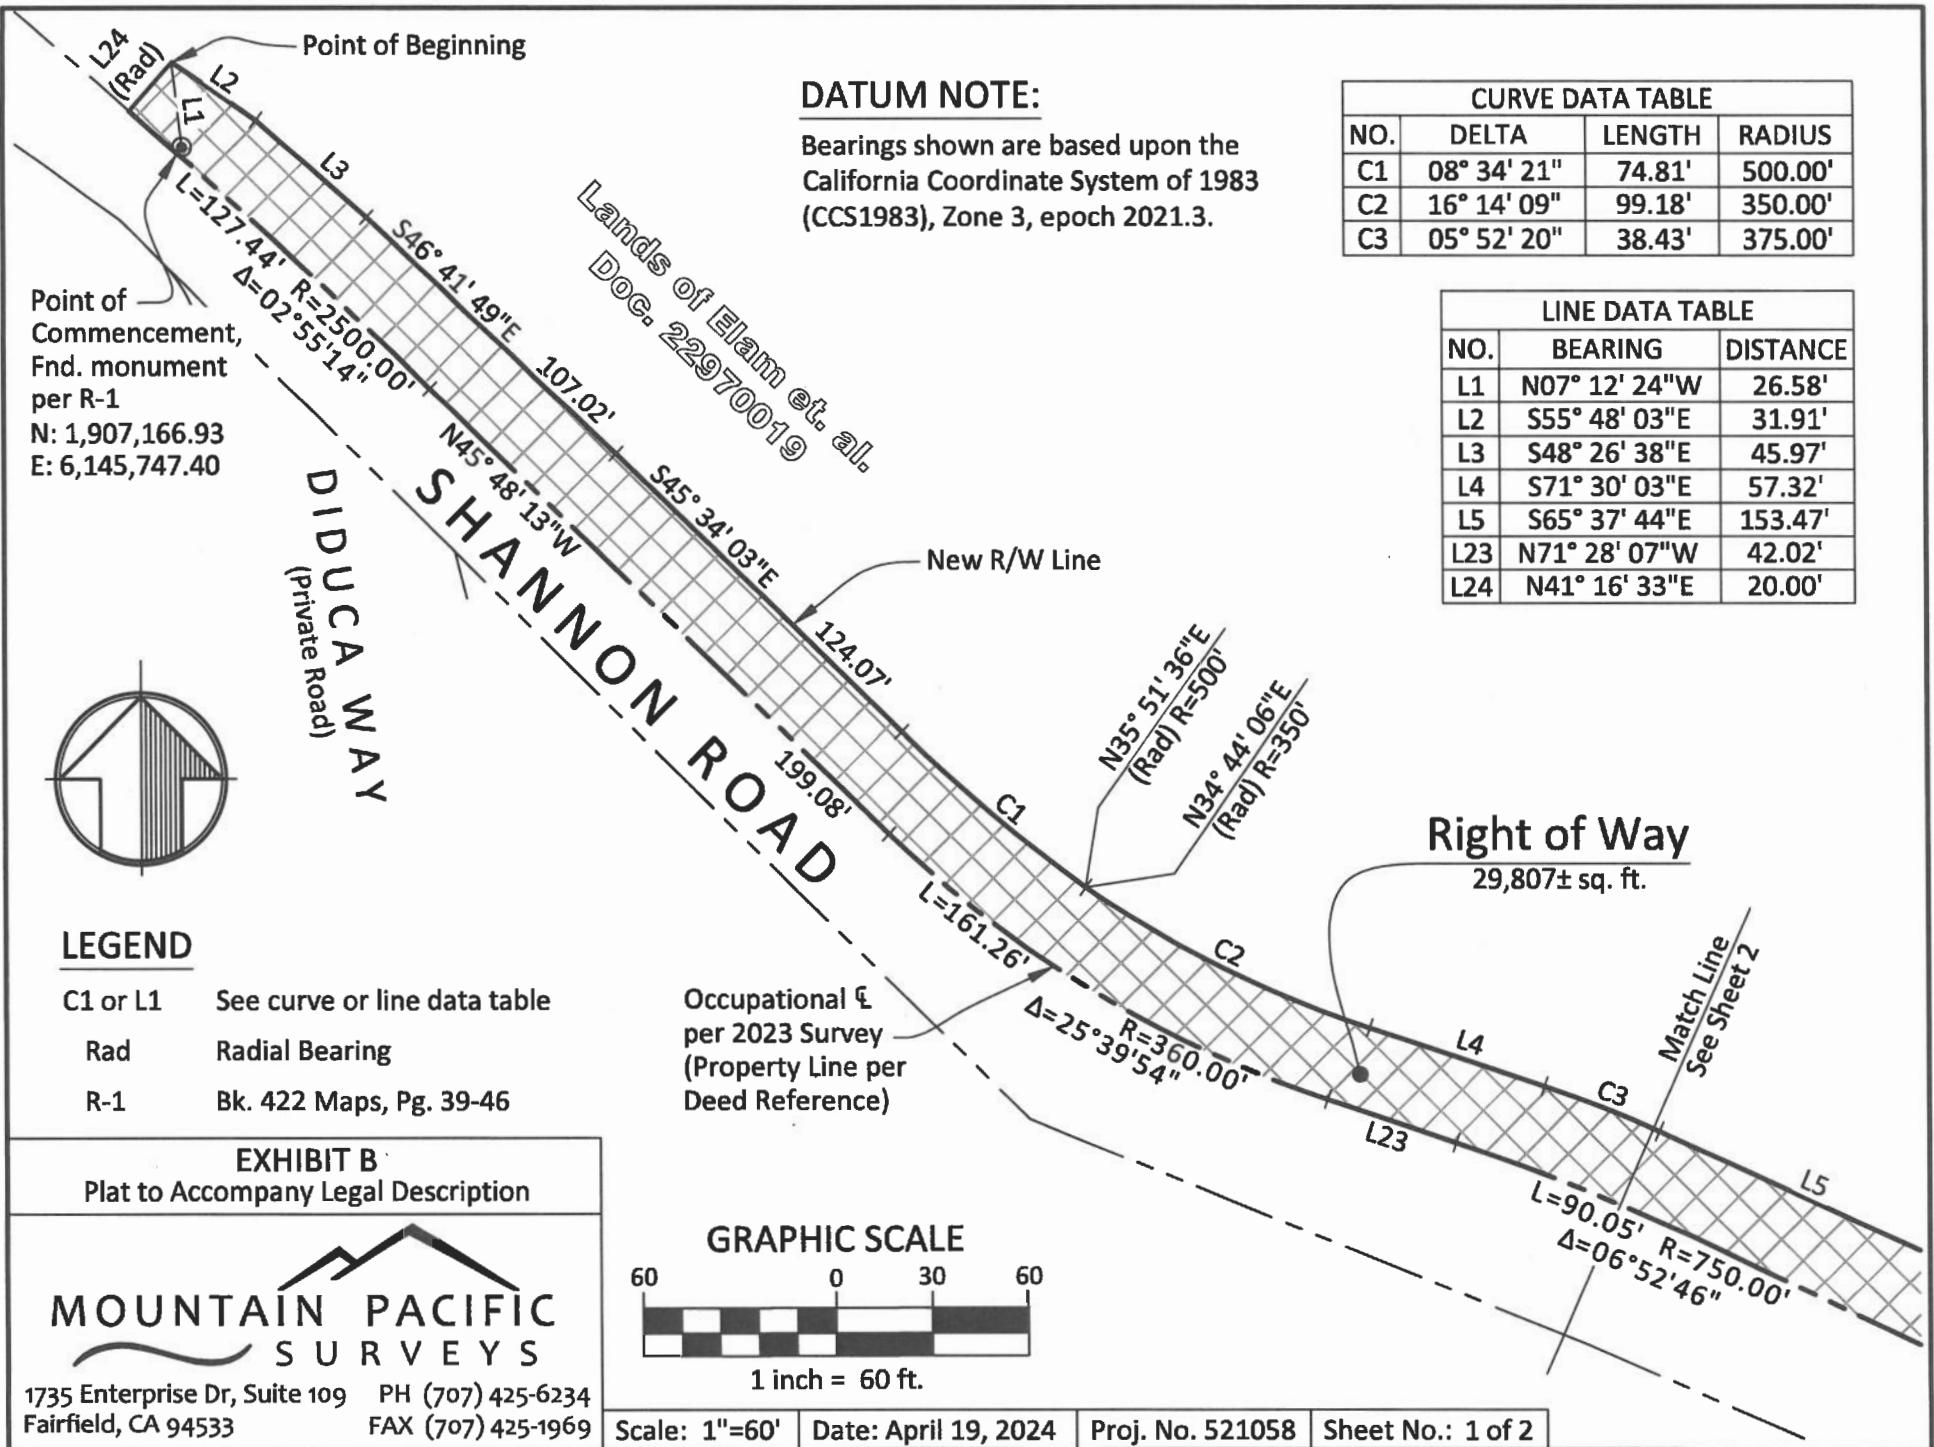 L24
(Rad)
Point of Beginning
L2
L1
L3
L=127.44' R=2500.00'
Δ=02°55'14"
S46°41'49"E 107.02'
Lands of Elam et. al.
Doc. 22970019
DATUM NOTE:
Bearings shown are based upon the
California Coordinate System of 1983
(CCS1983), Zone 3, epoch 2021.3.
CURVE DATA TABLE
NO. DELTA LENGTH RADIUS
C1 08° 34' 21" 74.81' 500.00'
C2 16° 14' 09" 99.18' 350.00'
C3 05° 52' 20" 38.43' 375.00'
LINE DATA TABLE
NO. BEARING DISTANCE
L1 N07° 12' 24"W 26.58'
L2 S55° 48' 03"E 31.91'
L3 S48° 26' 38"E 45.97'
L4 S71° 30' 03"E 57.32'
L5 S65° 37' 44"E 153.47'
L23 N71° 28' 07"W 42.02'
L24 N41° 16' 33"E 20.00'
Point of
Commencement,
Fnd. monument
per R-1
N: 1,907,166.93
E: 6,145,747.40
DIDUCA WAY
(Private Road)
SHANNON ROAD
N45°48'13"W 199.08'
S45°34'03"E 124.07'
New R/W Line
N35°51'36"E
(Rad) R=500'
N34°44'06"E
(Rad) R=350'
C1
C2
Right of Way
29,807± sq. ft.
Match Line
See Sheet 2
L4
C3
L5
L=161.26' R=360.00'
Δ=25°39'54"
L23
L=90.05' R=750.00'
Δ=06°52'46"
Occupational ℄
per 2023 Survey
(Property Line per
Deed Reference)
LEGEND
C1 or L1 See curve or line data table
Rad Radial Bearing
R-1 Bk. 422 Maps, Pg. 39-46
EXHIBIT B
Plat to Accompany Legal Description
MOUNTAIN PACIFIC
SURVEYS
1735 Enterprise Dr, Suite 109 PH (707) 425-6234
Fairfield, CA 94533 FAX (707) 425-1969
GRAPHIC SCALE
60 0 30 60
1 inch = 60 ft.
Scale: 1"=60' Date: April 19, 2024 Proj. No. 521058 Sheet No.: 1 of 2